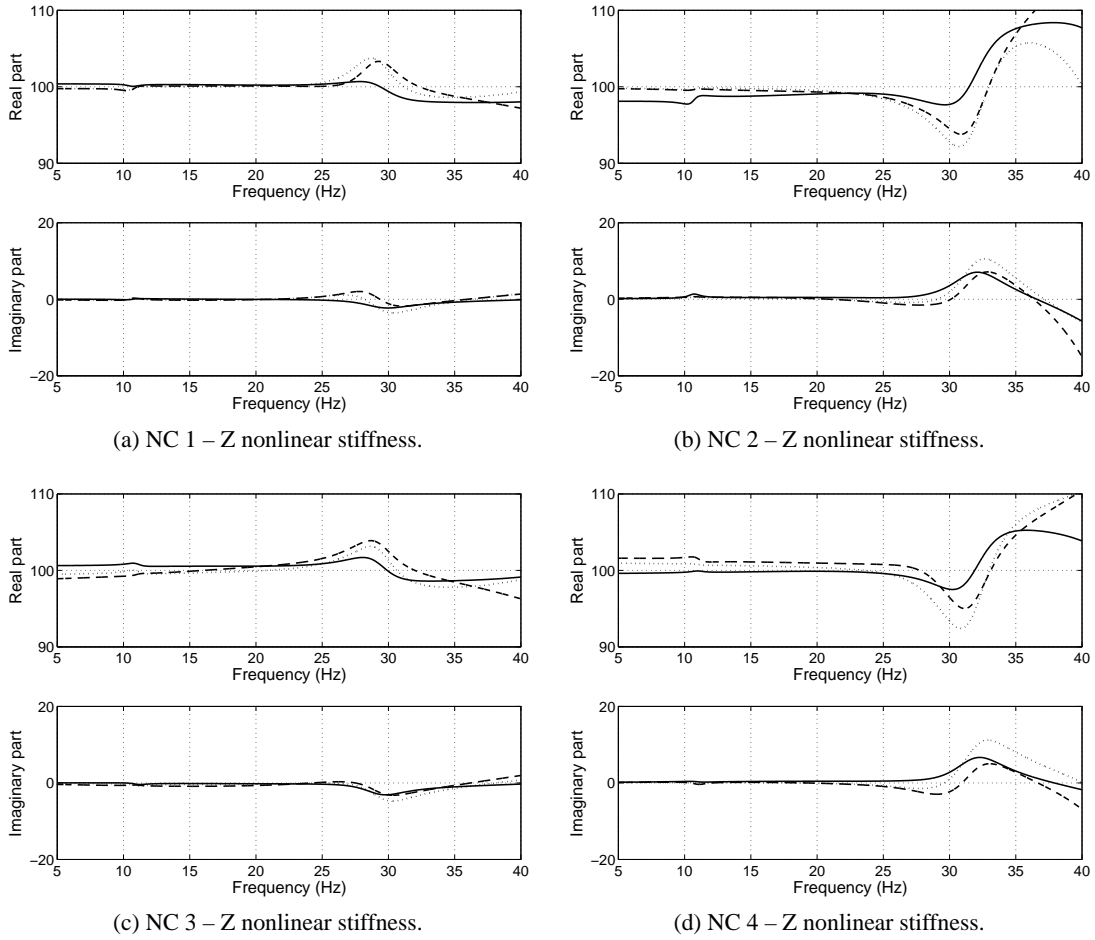 110
100
90
Real part
5 10 15 20 25 30 35 40
Frequency (Hz)
20
0
−20
Imaginary part
5 10 15 20 25 30 35 40
Frequency (Hz)
(a) NC 1 – Z nonlinear stiffness.
110
100
90
Real part
5 10 15 20 25 30 35 40
Frequency (Hz)
20
0
−20
Imaginary part
5 10 15 20 25 30 35 40
Frequency (Hz)
(b) NC 2 – Z nonlinear stiffness.
110
100
90
Real part
5 10 15 20 25 30 35 40
Frequency (Hz)
20
0
−20
Imaginary part
5 10 15 20 25 30 35 40
Frequency (Hz)
(c) NC 3 – Z nonlinear stiffness.
110
100
90
Real part
5 10 15 20 25 30 35 40
Frequency (Hz)
20
0
−20
Imaginary part
5 10 15 20 25 30 35 40
Frequency (Hz)
(d) NC 4 – Z nonlinear stiffness.